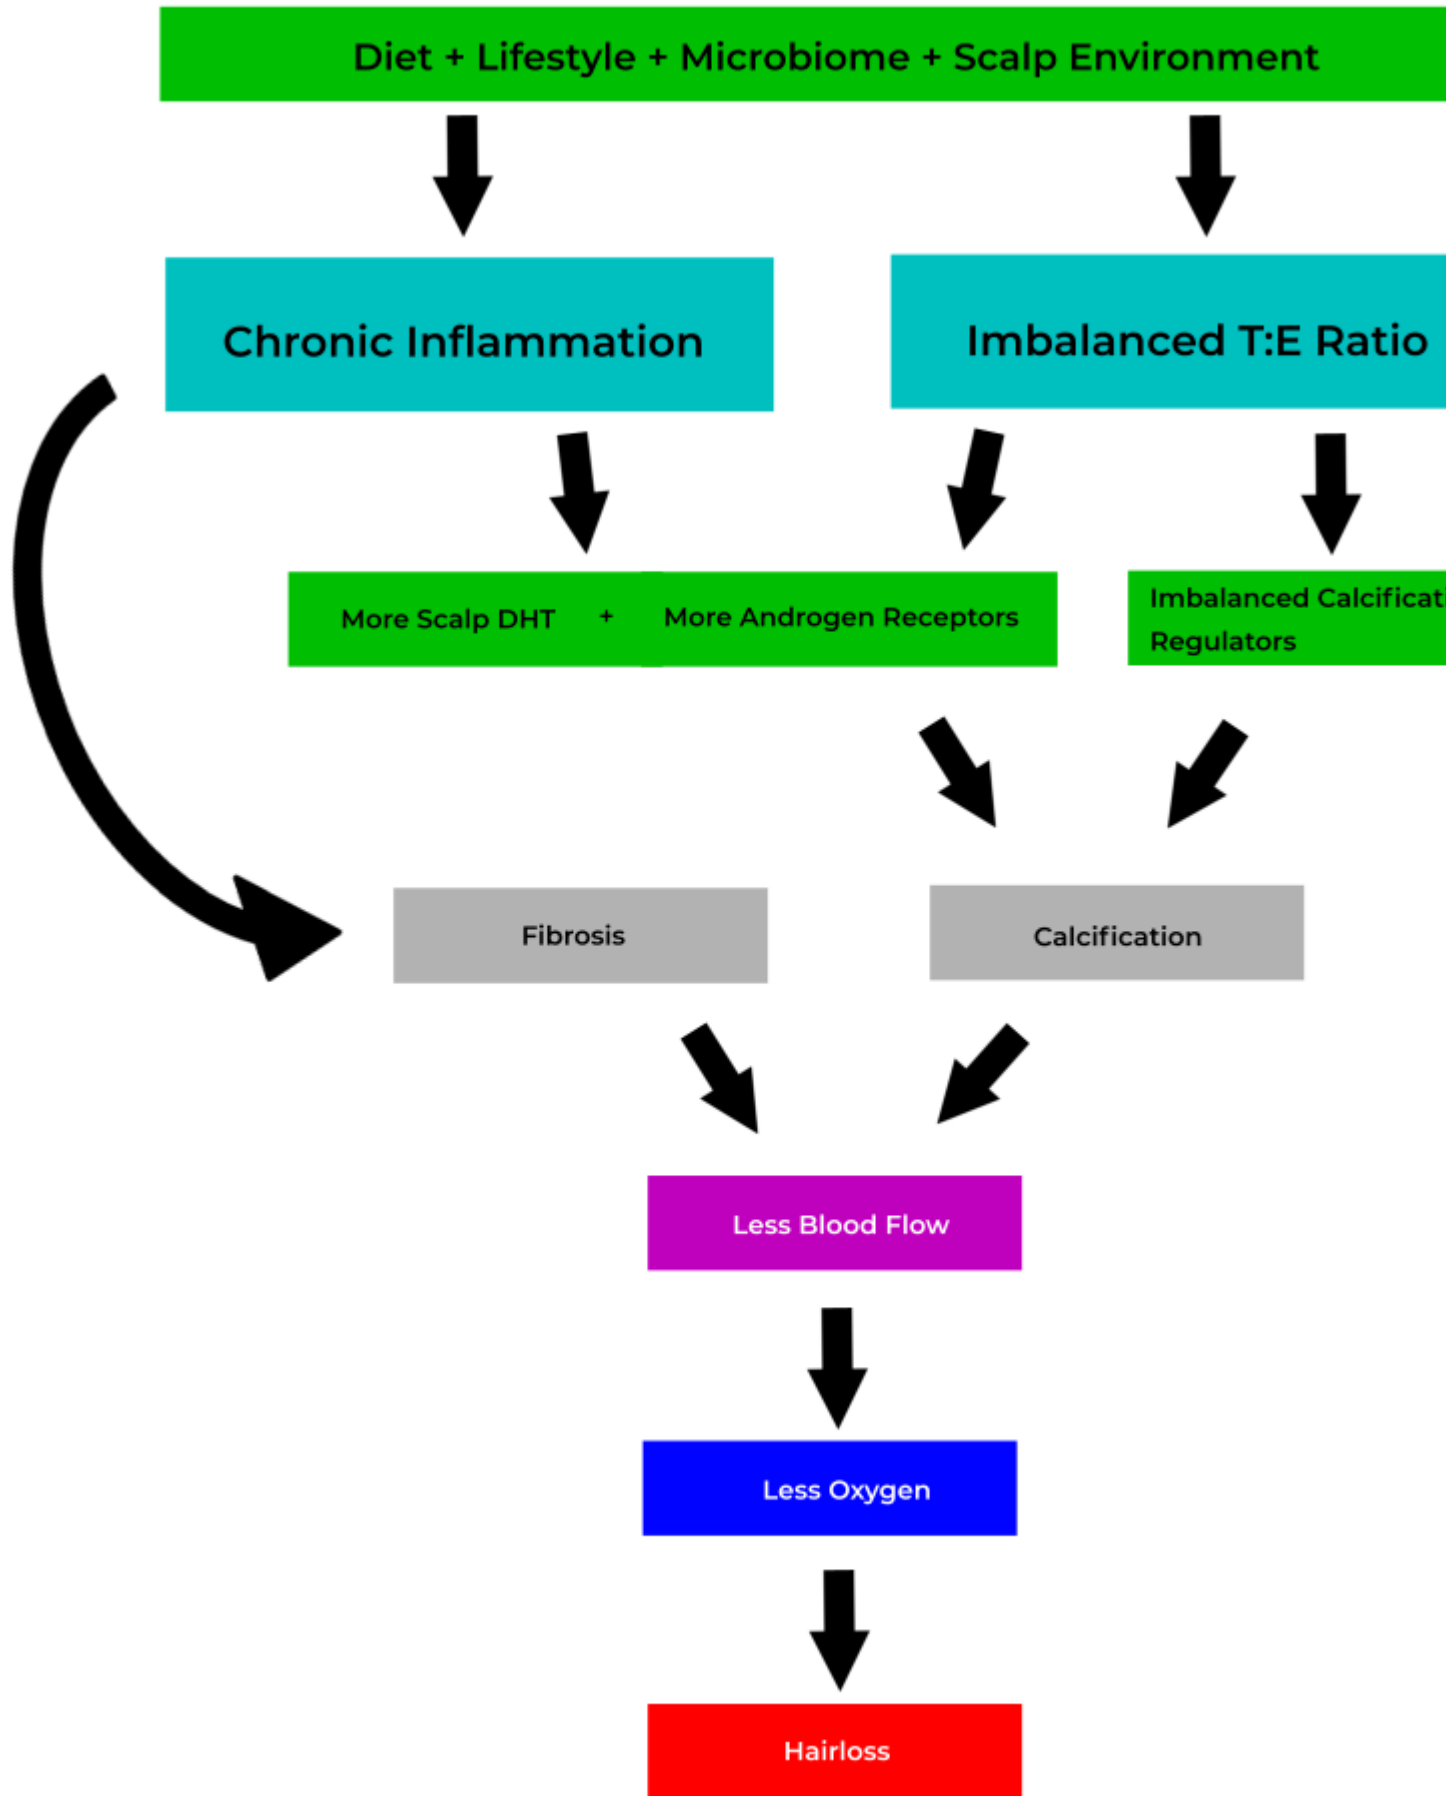 Diet + Lifestyle + Microbiome + Scalp Environment
Chronic Inflammation
Imbalanced T:E Ratio
More Scalp DHT + More Androgen Receptors
Imbalanced Calcificati
Regulators
Fibrosis
Calcification
Less Blood Flow
Less Oxygen
Hairloss